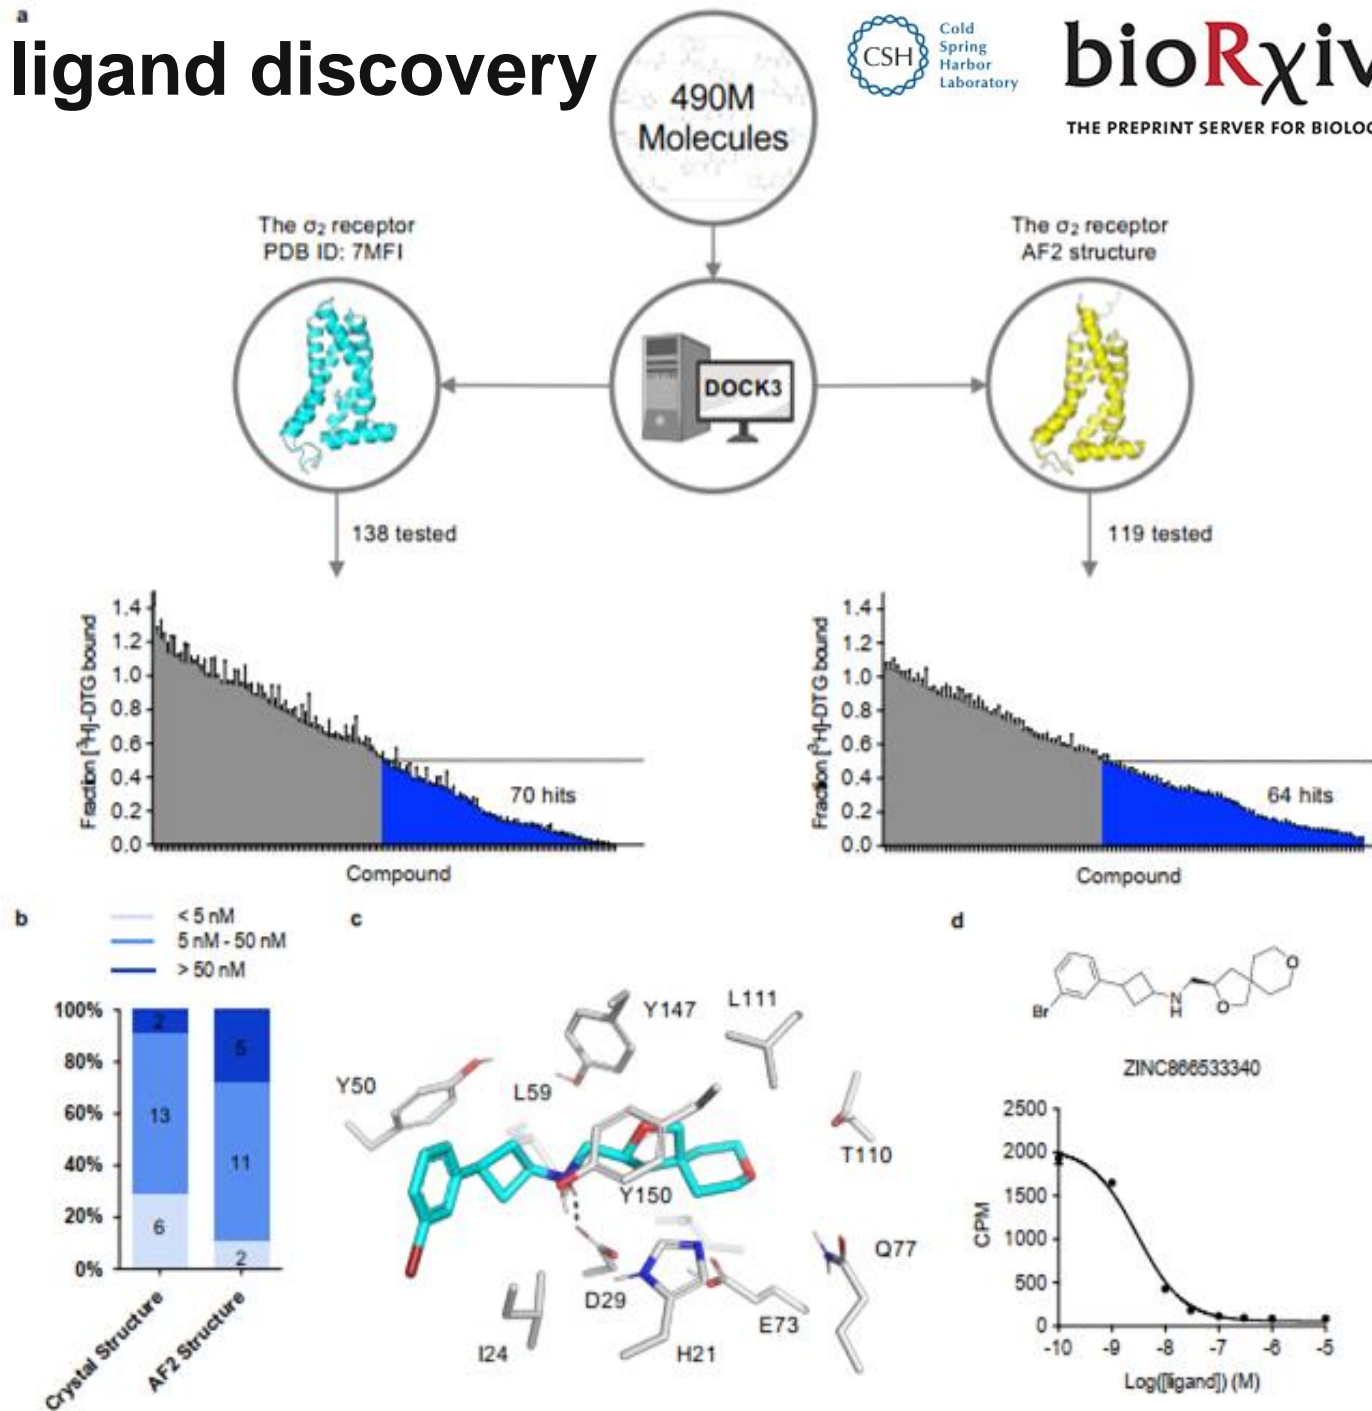 a
ligand discovery
CSH
Cold
Spring
Harbor
Laboratory
bioRχiv
THE PREPRINT SERVER FOR BIOLOG
490M
Molecules
The σ₂ receptor
PDB ID: 7MFI
The σ₂ receptor
AF2 structure
DOCK3
138 tested
119 tested
Fraction [³H]-DTG bound
1.4
1.2
1.0
0.8
0.6
0.4
0.2
0.0
70 hits
Compound
Fraction [³H]-DTG bound
1.4
1.2
1.0
0.8
0.6
0.4
0.2
0.0
64 hits
Compound
b
< 5 nM
5 nM - 50 nM
> 50 nM
100%
80%
60%
40%
20%
0%
2
13
6
5
11
2
Crystal Structure
AF2 Structure
c
Y147
L111
Y50
L59
T110
Y150
Q77
D29
E73
I24
H21
d
Br
N
H
O
O
ZINC866533340
CPM
2500
2000
1500
1000
500
0
-10 -9 -8 -7 -6 -5
Log([ligand]) (M)